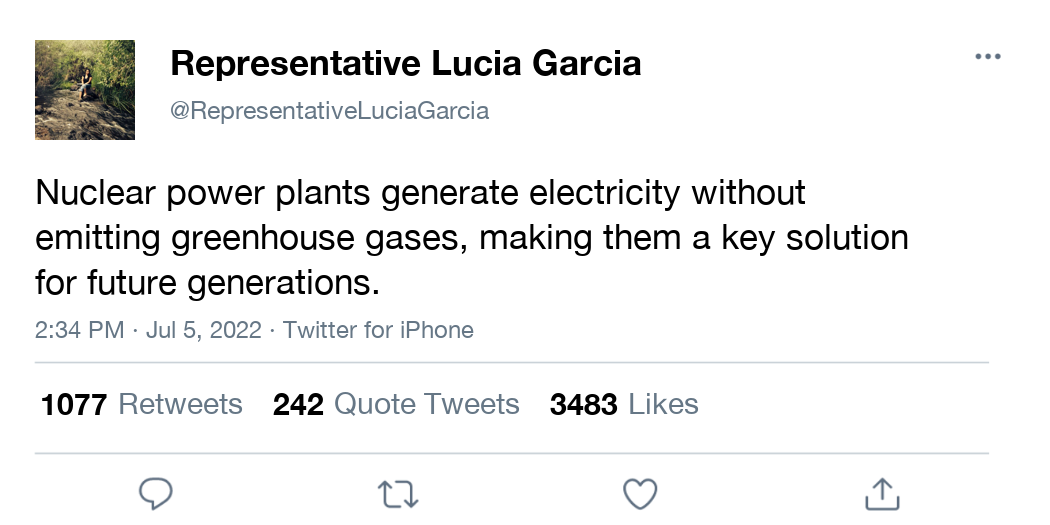 Representative Lucia Garcia
@RepresentativeLuciaGarcia
Nuclear power plants generate electricity without
emitting greenhouse gases, making them a key solution
for future generations.
2:34 PM · Jul 5, 2022 · Twitter for iPhone
1077 Retweets 242 Quote Tweets 3483 Likes